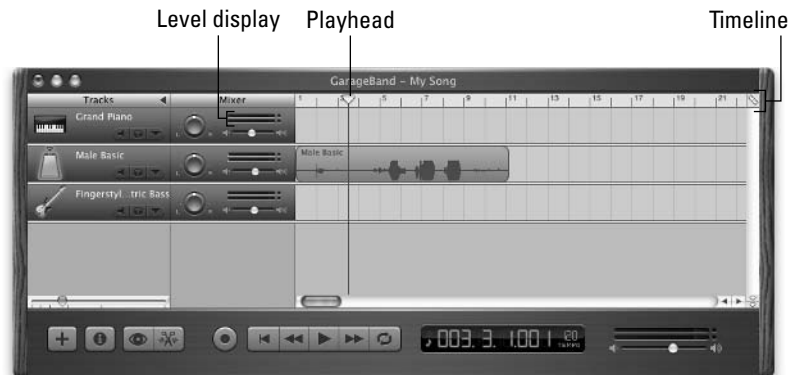 Level display Playhead Timeline
GarageBand – My Song
Tracks Mixer 1 3 5 7 9 11 13 15 17 19 21
Grand Piano
L R
Male Basic Male Basic
Fingerstyl...tric Bass
L R
003. 3. 1.001
TEMPO